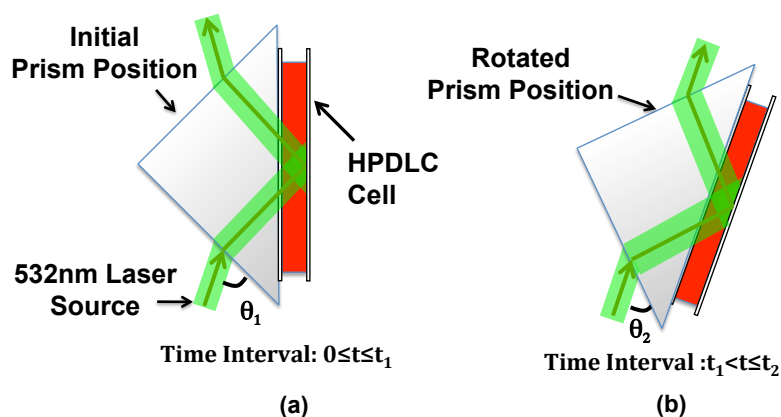 Initial
Prism Position
HPDLC
Cell
532nm Laser
Source
θ1
Time Interval: 0≤t≤t1
(a)
Rotated
Prism Position
θ2
Time Interval :t1<t≤t2
(b)